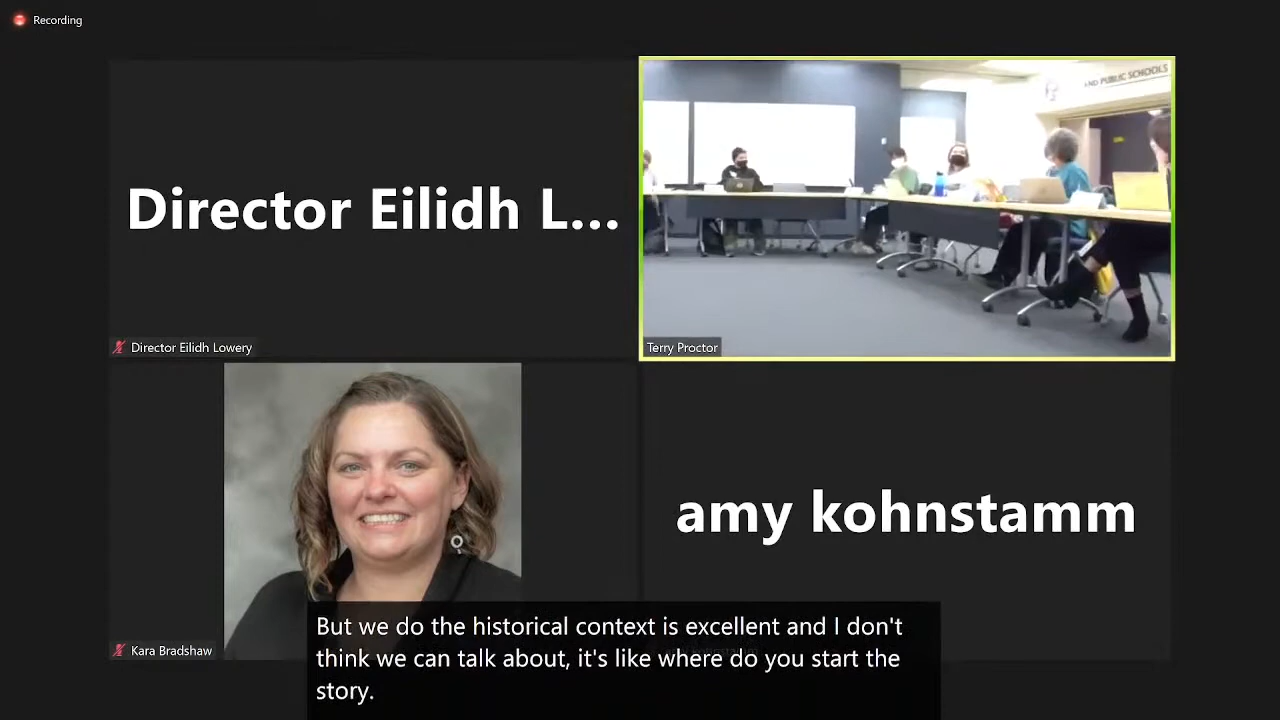 Recording
Director Eilidh L...
AND PUBLIC SCHOOLS
Director Eilidh Lowery
Terry Proctor
amy kohnstamm
Kara Bradshaw
But we do the historical context is excellent and I don't
think we can talk about, it's like where do you start the
story.